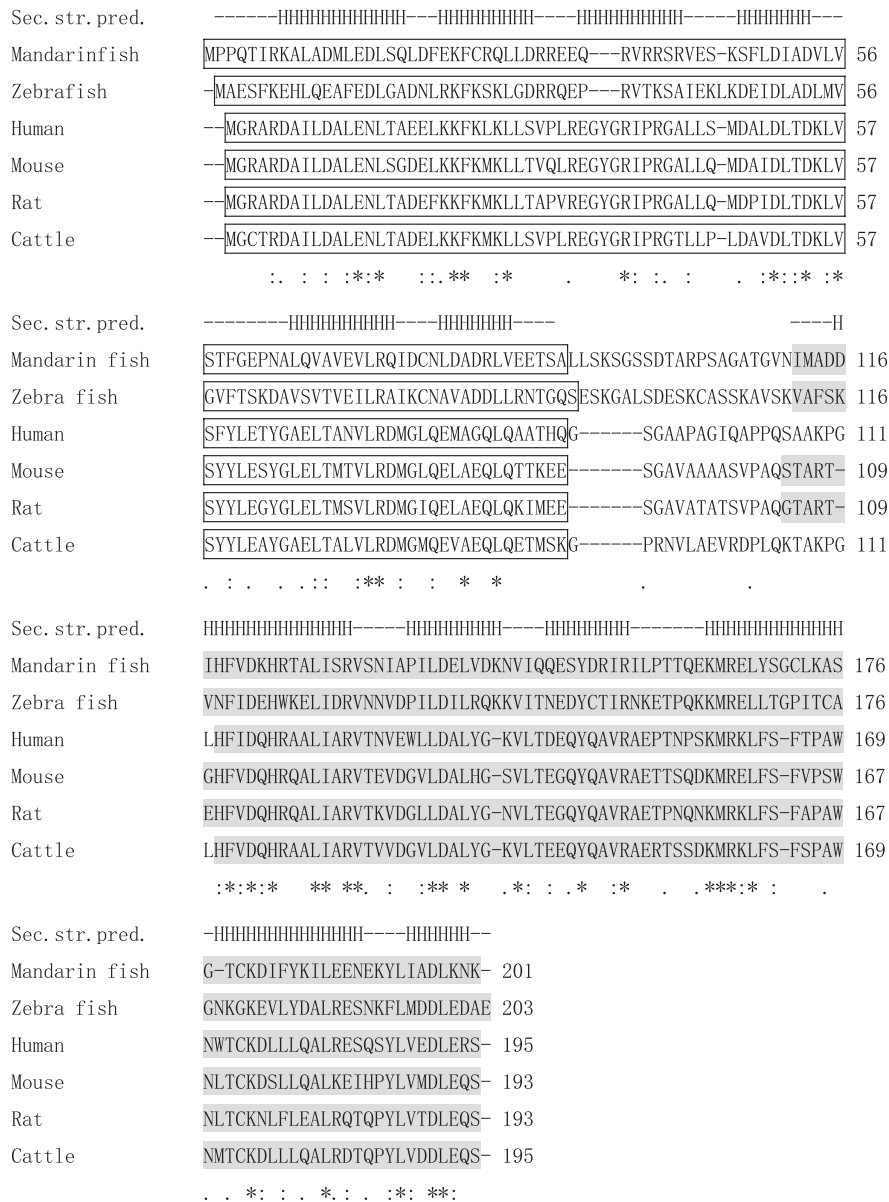 Sec.str.pred. ------HHHHHHHHHHHH---HHHHHHHHH----HHHHHHHHHH-----HHHHHHH---
Mandarinfish MPPQTIRKALADMLEDLSQLDFEKFCRQLLDRREEQ---RVRRSRVES-KSFLDIADVLV 56
Zebrafish -MAESFKEHLQEAFEDLGADNLRKFKSKLGDRRQEP---RVTKSAIEKLKDEIDLADLMV 56
Human --MGRARDAILDALENLTAEELKKFKLKLLSVPLREGYGRIPRGALLS-MDALDLTDKLV 57
Mouse --MGRARDAILDALENLSGDELKKFKMKLLTVQLREGYGRIPRGALLQ-MDAIDLTDKLV 57
Rat --MGRARDAILDALENLTADEFKKFKMKLLTAPVREGYGRIPRGALLQ-MDPIDLTDKLV 57
Cattle --MGCTRDAILDALENLTADELKKFKMKLLSVPLREGYGRIPRGTLLP-LDAVDLTDKLV 57
:. : : :*:* ::.** :* . *: :. : . :*::* :*
Sec.str.pred. --------HHHHHHHHHH----HHHHHHH---- ----H
Mandarin fish STFGEPNALQVAVEVLRQIDCNLDADRLVEETSALLSKSGSSDTARPSAGATGVNIMADD 116
Zebra fish GVFTSKDAVSVTVEILRAIKCNAVADDLLRNTGQSESKGALSDESKCASSKAVSKVAFSK 116
Human SFYLETYGAELTANVLRDMGLQEMAGQLQAATHQG------SGAAPAGIQAPPQSAAKPG 111
Mouse SYYLESYGLELTMTVLRDMGLQELAEQLQTTKEE-------SGAVAAAASVPAQSTART- 109
Rat SYYLEGYGLELTMSVLRDMGIQELAEQLQKIMEE-------SGAVATATSVPAQGTART- 109
Cattle SYYLEAYGAELTALVLRDMGMQEVAEQLQETMSKG------PRNVLAEVRDPLQKTAKPG 111
. : . . .:: :** : : * * . .
Sec.str.pred. HHHHHHHHHHHHHH-----HHHHHHHHH----HHHHHHHH-------HHHHHHHHHHHHH
Mandarin fish IHFVDKHRTALISRVSNIAPILDELVDKNVIQQESYDRIRILPTTQEKMRELYSGCLKAS 176
Zebra fish VNFIDEHWKELIDRVNNVDPILDILRQKKVITNEDYCTIRNKETPQKKMRELLTGPITCA 176
Human LHFIDQHRAALIARVTNVEWLLDALYG-KVLTDEQYQAVRAEPTNPSKMRKLFS-FTPAW 169
Mouse GHFVDQHRQALIARVTEVDGVLDALHG-SVLTEGQYQAVRAETTSQDKMRELFS-FVPSW 167
Rat EHFVDQHRQALIARVTKVDGLLDALYG-NVLTEGQYQAVRAETPNQNKMRKLFS-FAPAW 167
Cattle LHFVDQHRAALIARVTVVDGVLDALYG-KVLTEEQYQAVRAERTSSDKMRKLFS-FSPAW 169
:*:*:* ** **. : :** * .*: : .* :* . .***:* : .
Sec.str.pred. -HHHHHHHHHHHHHH----HHHHHH--
Mandarin fish G-TCKDIFYKILEENEKYLIADLKNK- 201
Zebra fish GNKGKEVLYDALRESNKFLMDDLEDAE 203
Human NWTCKDLLLQALRESQSYLVEDLERS- 195
Mouse NLTCKDSLLQALKEIHPYLVMDLEQS- 193
Rat NLTCKNLFLEALRQTQPYLVTDLEQS- 193
Cattle NMTCKDLLLQALRDTQPYLVDDLEQS- 195
. . *: : *.: . :*: **: